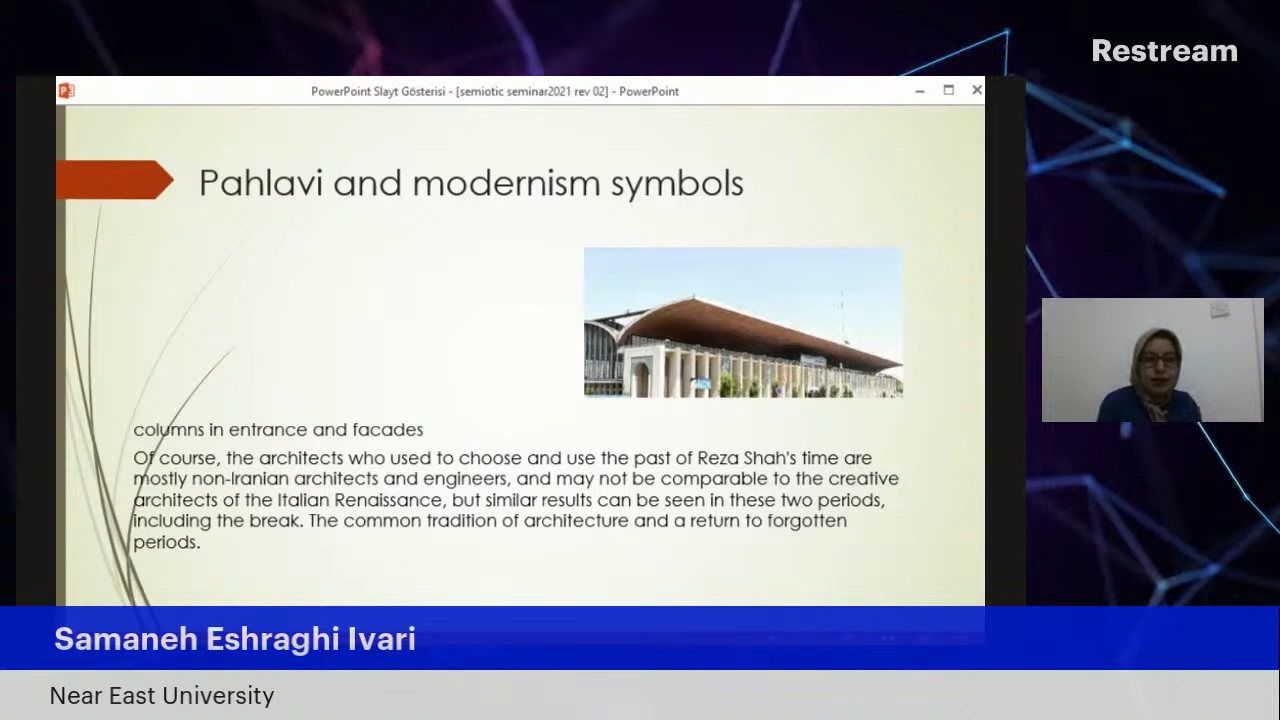 Restream
PowerPoint Slayt Gösterisi - [semiotic seminar2021 rev 02] - PowerPoint
Pahlavi and modernism symbols
columns in entrance and facades
Of course, the architects who used to choose and use the past of Reza Shah's time are
mostly non-Iranian architects and engineers, and may not be comparable to the creative
architects of the Italian Renaissance, but similar results can be seen in these two periods,
including the break. The common tradition of architecture and a return to forgotten
periods.
Samaneh Eshraghi Ivari
Near East University